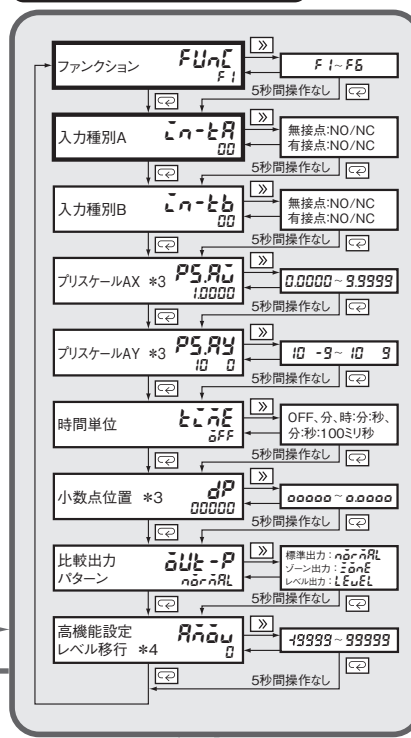 ファンクション FUnC F1 F1~F6
5秒間操作なし
入力種別A in-tA 00 無接点:NO/NC
有接点:NO/NC
5秒間操作なし
入力種別B in-tb 00 無接点:NO/NC
有接点:NO/NC
5秒間操作なし
プリスケールAX *3 PS.AX 1.0000 0.0000~9.9999
5秒間操作なし
プリスケールAY *3 PS.AY 10 0 10 -9~10 9
5秒間操作なし
時間単位 tiME OFF OFF、分、時:分:秒、
分:秒:100ミリ秒
5秒間操作なし
小数点位置 *3 dP 00000 00000~0.0000
5秒間操作なし
比較出力
パターン OUt-P NORMAL 標準出力:NORMAL
ゾーン出力:ZONE
レベル出力:LEVEL
5秒間操作なし
高機能設定
レベル移行 *4 AMOV 0 -19999~99999
5秒間操作なし